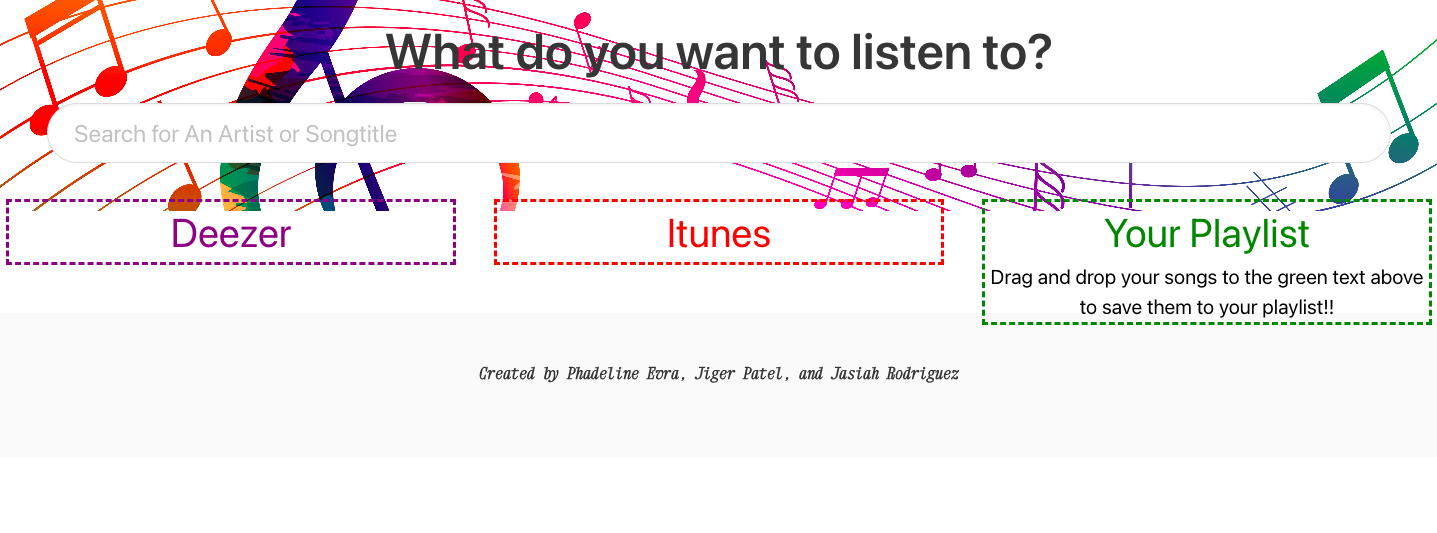 What do you want to listen to?
Search for An Artist or Songtitle
Deezer
Itunes
Your Playlist
Drag and drop your songs to the green text above
to save them to your playlist!!
Created by Phadeline Evra, Jiger Patel, and Jasiah Rodriguez